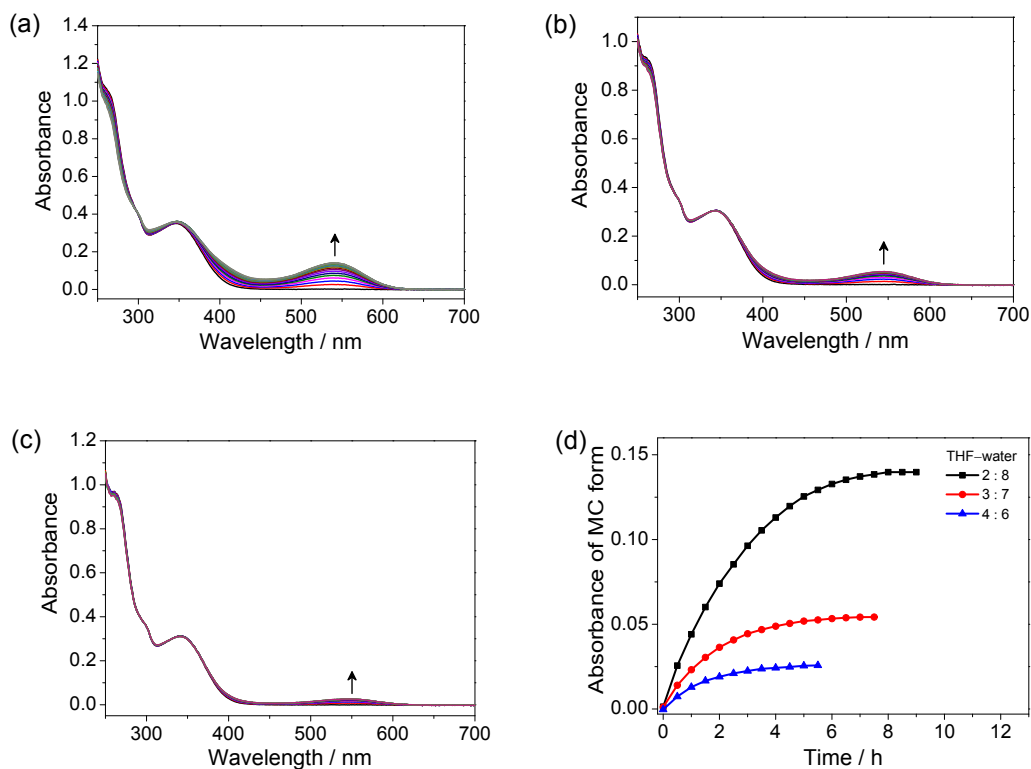 (a)
1.4
1.2
1.0
0.8
0.6
0.4
0.2
0.0
Absorbance
300 400 500 600 700
Wavelength / nm
(b)
1.0
0.8
0.6
0.4
0.2
0.0
Absorbance
300 400 500 600 700
Wavelength / nm
(c)
1.2
1.0
0.8
0.6
0.4
0.2
0.0
Absorbance
300 400 500 600 700
Wavelength / nm
(d)
0.15
0.10
0.05
0.00
Absorbance of MC form
THF–water
2 : 8
3 : 7
4 : 6
0 2 4 6 8 10 12
Time / h